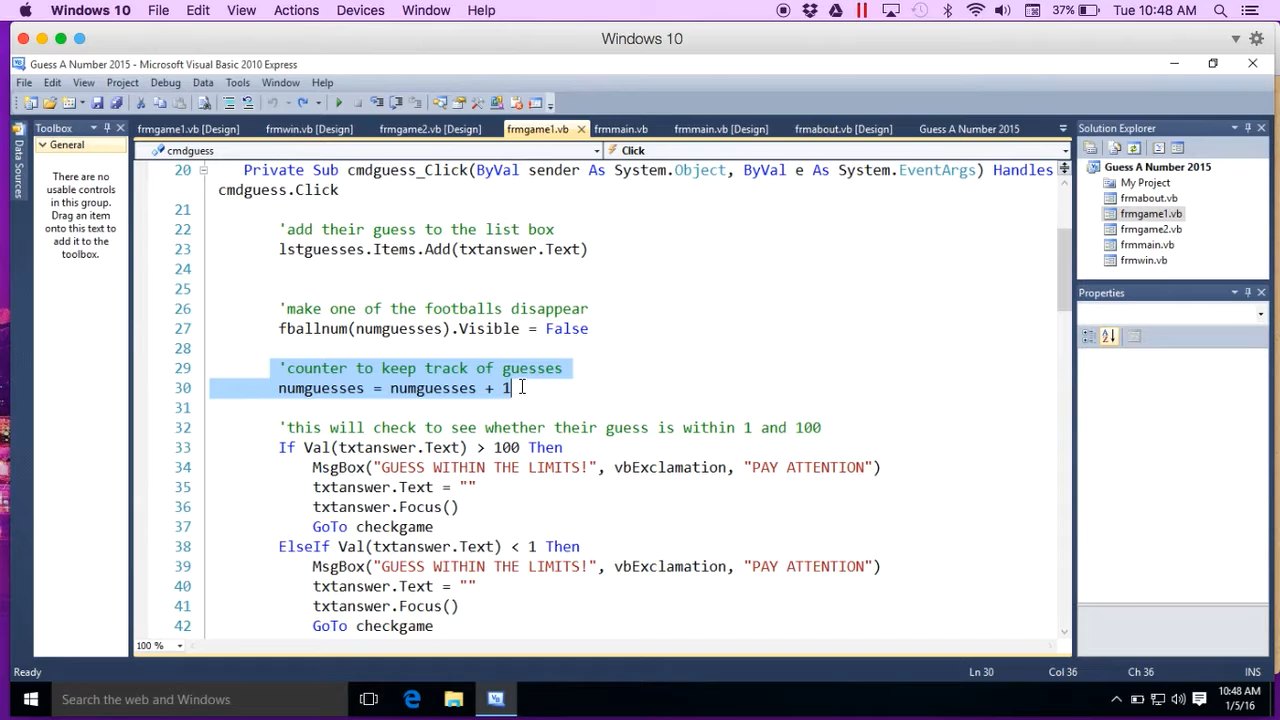 Windows 10 File Edit View Actions Devices Window Help 37% Tue 10:48 AM
Windows 10
Guess A Number 2015 - Microsoft Visual Basic 2010 Express
File Edit View Project Debug Data Tools Window Help
Toolbox
General
There are no
usable controls
in this group.
Drag an item
onto this text to
add it to the
toolbox.
Data Sources
frmgame1.vb [Design] frmwin.vb [Design] frmgame2.vb [Design] frmgame1.vb frmmain.vb frmmain.vb [Design] frmabout.vb [Design] Guess A Number 2015
cmdguess Click
20 Private Sub cmdguess_Click(ByVal sender As System.Object, ByVal e As System.EventArgs) Handles
cmdguess.Click
21
22 'add their guess to the list box
23 lstguesses.Items.Add(txtanswer.Text)
24
25
26 'make one of the footballs disappear
27 fballnum(numguesses).Visible = False
28
29 'counter to keep track of guesses
30 numguesses = numguesses + 1
31
32 'this will check to see whether their guess is within 1 and 100
33 If Val(txtanswer.Text) > 100 Then
34 MsgBox("GUESS WITHIN THE LIMITS!", vbExclamation, "PAY ATTENTION")
35 txtanswer.Text = ""
36 txtanswer.Focus()
37 GoTo checkgame
38 ElseIf Val(txtanswer.Text) < 1 Then
39 MsgBox("GUESS WITHIN THE LIMITS!", vbExclamation, "PAY ATTENTION")
40 txtanswer.Text = ""
41 txtanswer.Focus()
42 GoTo checkgame
100 %
Solution Explorer
Guess A Number 2015
My Project
frmabout.vb
frmgame1.vb
frmgame2.vb
frmmain.vb
frmwin.vb
Properties
Ready Ln 30 Col 36 Ch 36 INS
Search the web and Windows
10:48 AM
1/5/16